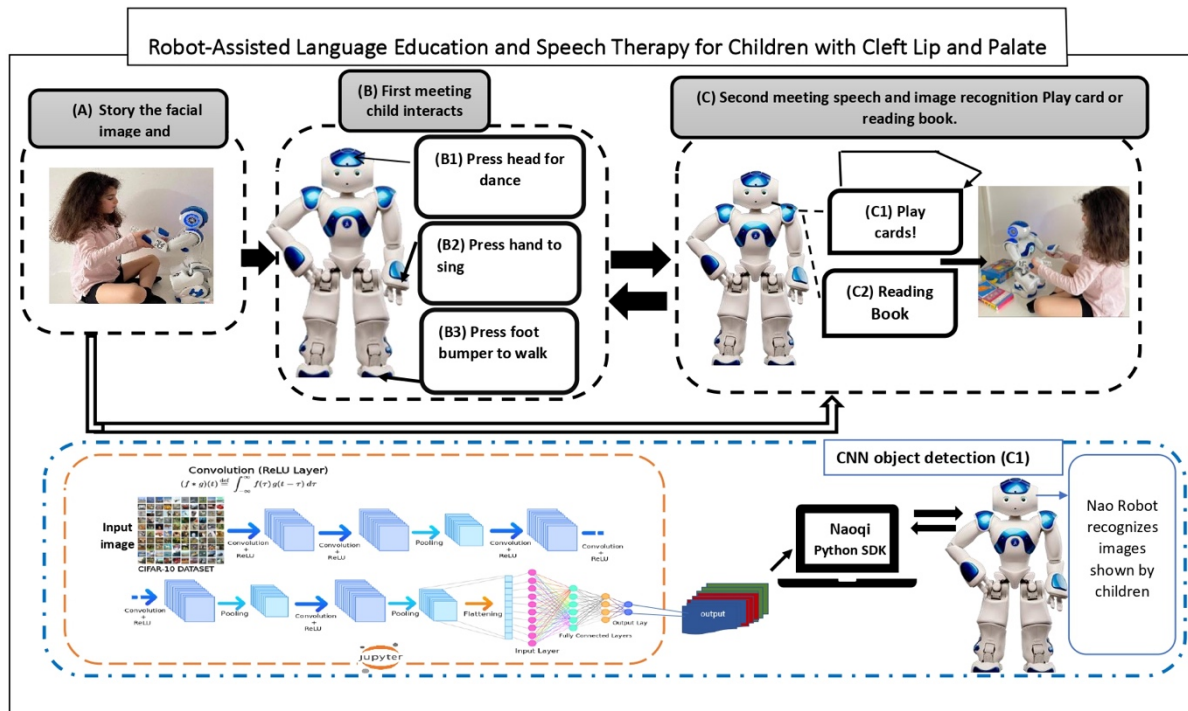 Robot-Assisted Language Education and Speech Therapy for Children with Cleft Lip and Palate
(A) Story the facial
image and
(B) First meeting
child interacts
(B1) Press head for
dance
(B2) Press hand to
sing
(B3) Press foot
bumper to walk
(C) Second meeting speech and image recognition Play card or
reading book.
(C1) Play
cards!
(C2) Reading
Book
CNN object detection (C1)
Convolution (ReLU Layer)
(f * g)(t) def= ∫_{-∞}^{∞} f(τ) g(t − τ) dτ
Input
image
CIFAR-10 DATASET
Convolution
+
ReLU
Convolution
+
ReLU
Pooling
Convolution
+
ReLU
Convolution
+
ReLU
Convolution
+
ReLU
Pooling
Convolution
+
ReLU
Pooling
Flattening
Input Layer
Fully Connected Layers
Output Lay
jupyter
output
Naoqi
Python SDK
Nao Robot
recognizes
images
shown by
children